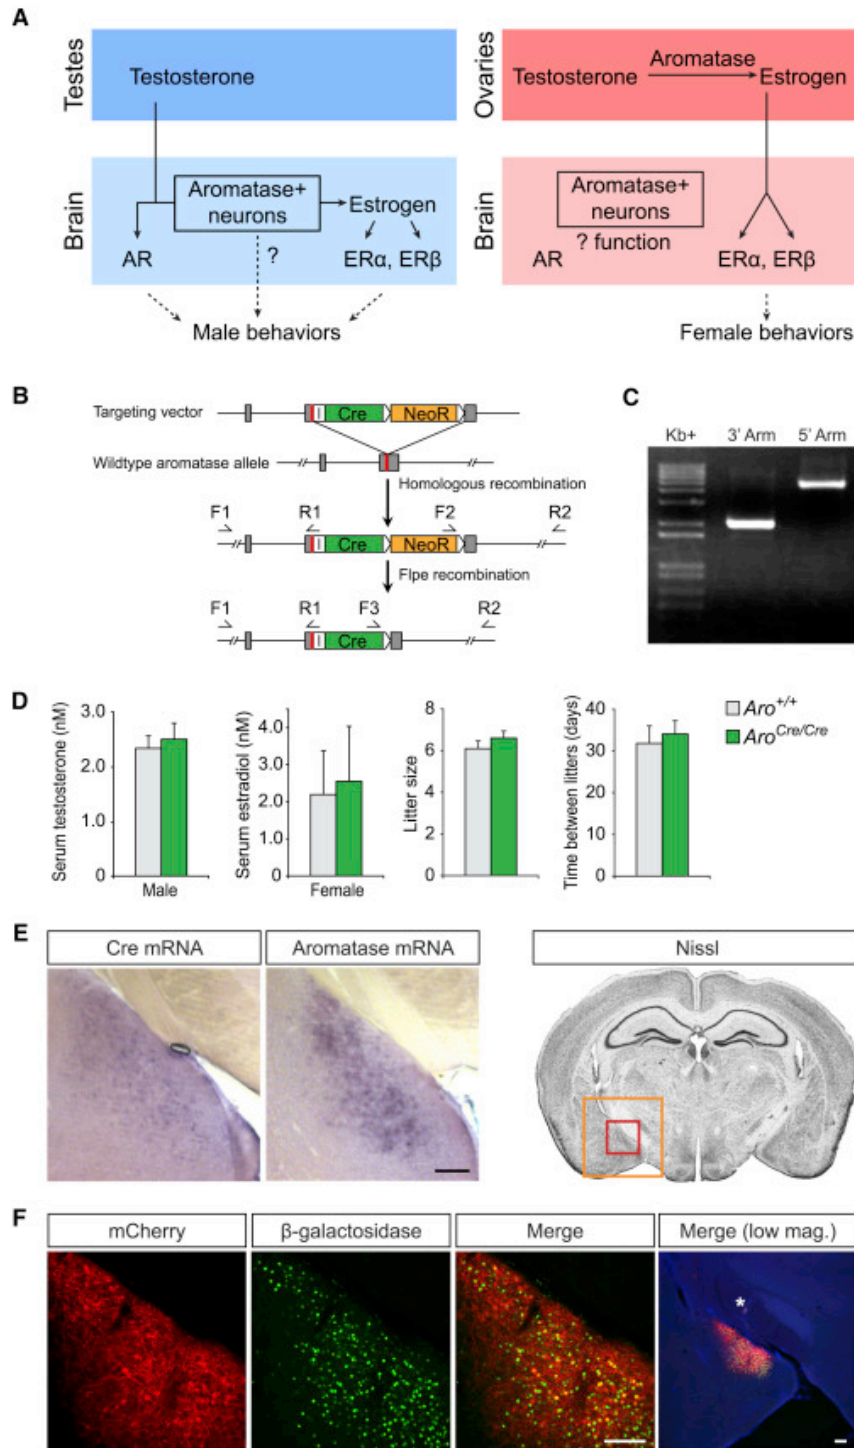 A
Testes
Testosterone
Brain
Aromatase+
neurons
Estrogen
AR
?
ERα, ERβ
Male behaviors
Ovaries
Testosterone
Aromatase
Estrogen
Brain
Aromatase+
neurons
? function
AR
ERα, ERβ
Female behaviors
B
Targeting vector
I Cre NeoR
Wildtype aromatase allele
Homologous recombination
F1 R1 F2 R2
I Cre NeoR
Flpe recombination
F1 R1 F3 R2
I Cre
C
Kb+ 3' Arm 5' Arm
D
Serum testosterone (nM)
3.0
2.0
1.0
0
Male
Serum estradiol (nM)
4.0
3.0
2.0
1.0
0
Female
Litter size
8
6
4
2
0
Time between litters (days)
40
30
20
10
0
Aro+/+
AroCre/Cre
E
Cre mRNA
Aromatase mRNA
Nissl
F
mCherry
β-galactosidase
Merge
Merge (low mag.)
*